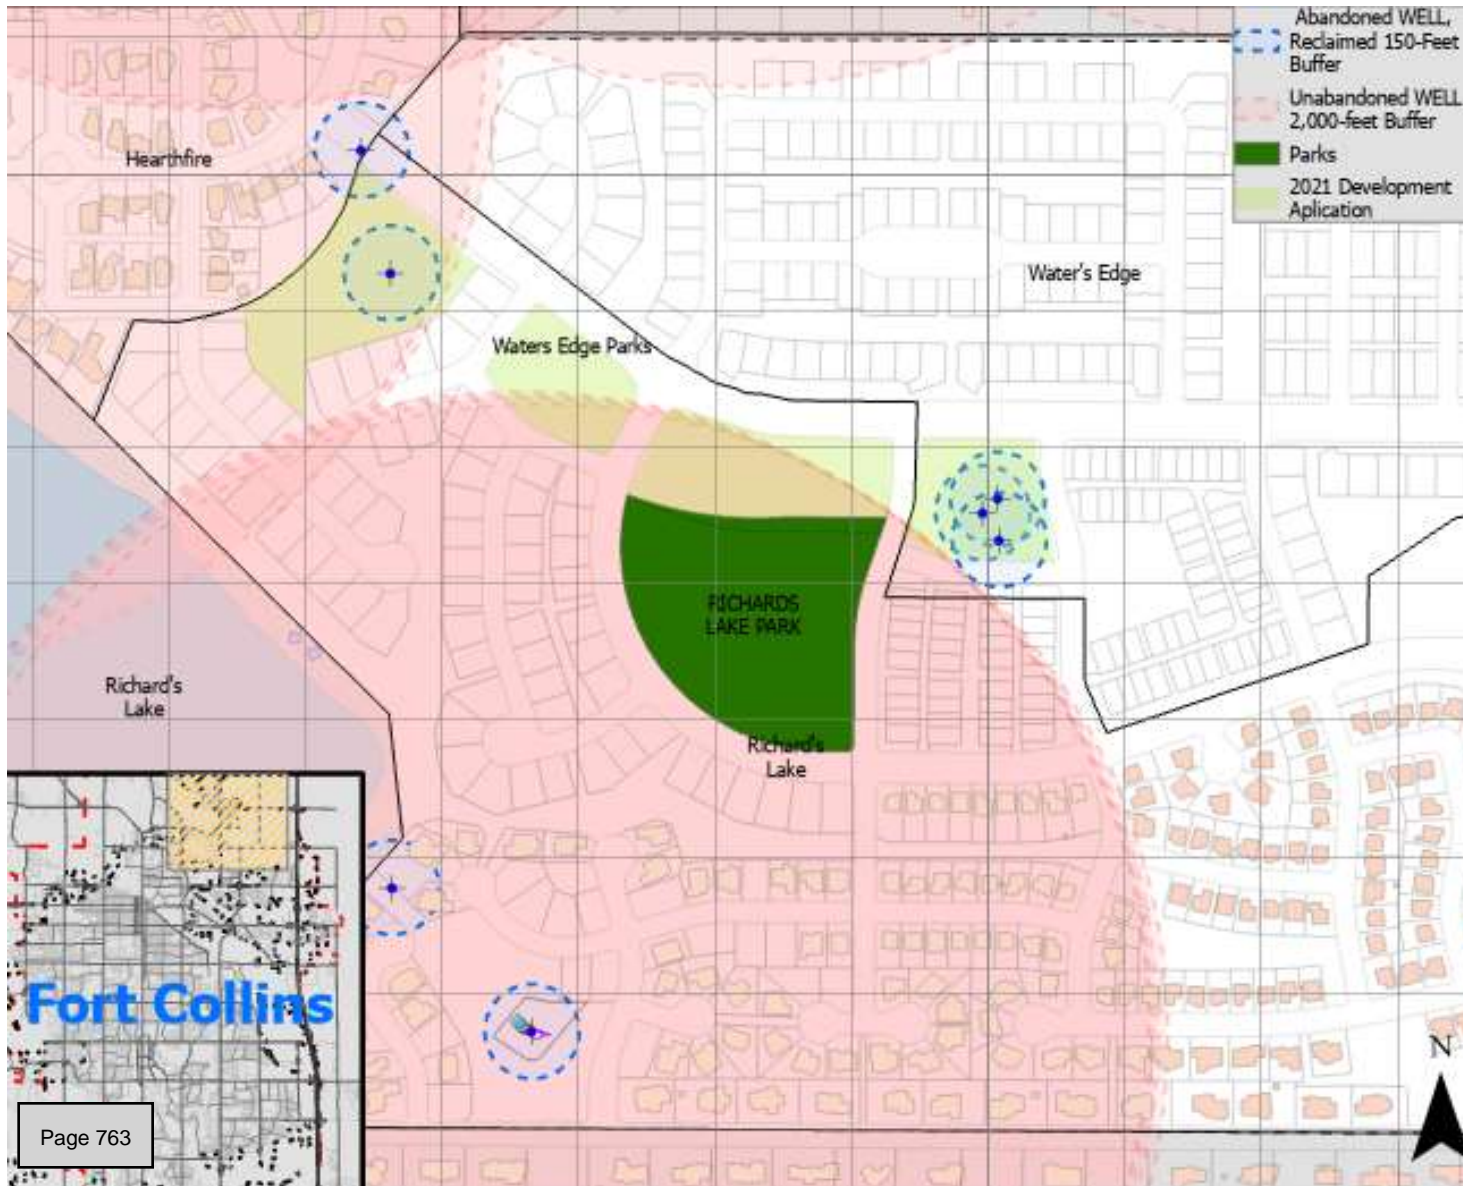 Abandoned WELL,
Reclaimed 150-Feet
Buffer
Unabandoned WELL
2,000-feet Buffer
Parks
2021 Development
Aplication
Hearthfire
Water's Edge
Waters Edge Parks
RICHARDS
LAKE PARK
Richard's
Lake
Richard's
Lake
Fort Collins
N
Page 763